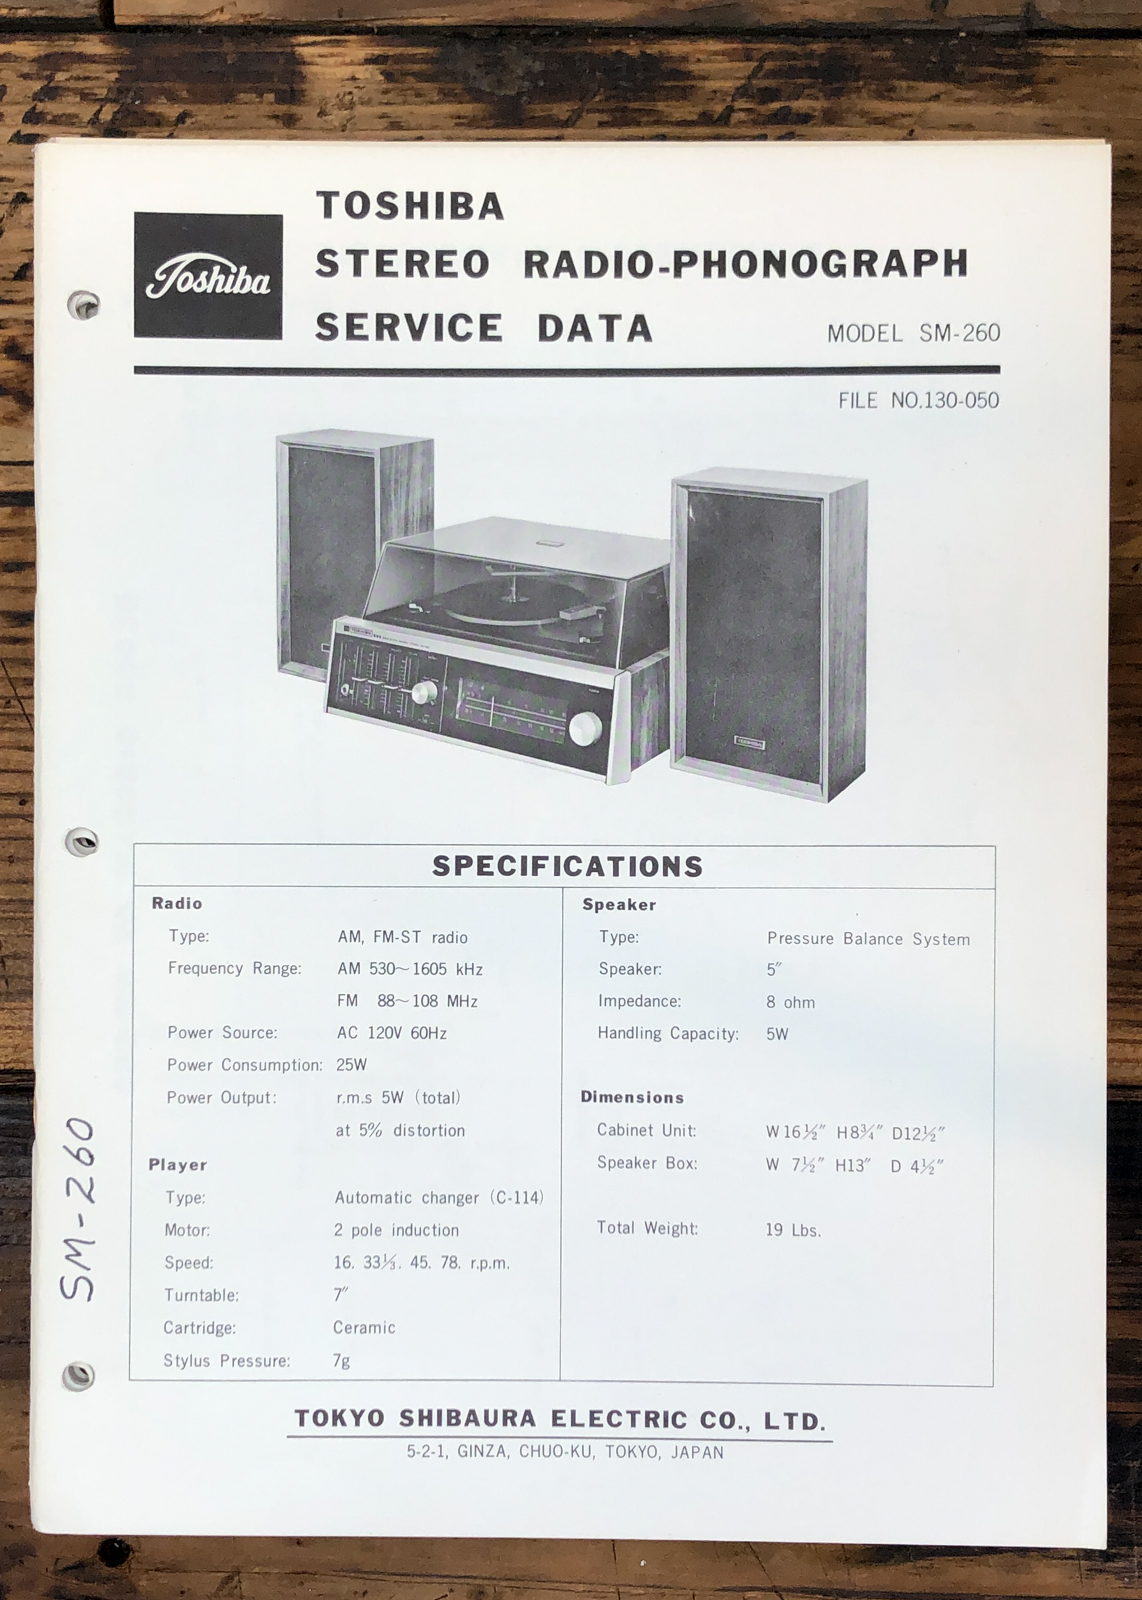 Toshiba
TOSHIBA
STEREO RADIO-PHONOGRAPH
SERVICE DATA
MODEL SM-260
FILE NO.130-050
TOSHIBA
TOSHIBA
SPECIFICATIONS
Radio
Type: AM, FM-ST radio
Frequency Range: AM 530~1605 kHz
FM 88~108 MHz
Power Source: AC 120V 60Hz
Power Consumption: 25W
Power Output: r.m.s 5W (total)
at 5% distortion
Player
Type: Automatic changer (C-114)
Motor: 2 pole induction
Speed: 16. 33⅓. 45. 78. r.p.m.
Turntable: 7″
Cartridge: Ceramic
Stylus Pressure: 7g
Speaker
Type: Pressure Balance System
Speaker: 5″
Impedance: 8 ohm
Handling Capacity: 5W
Dimensions
Cabinet Unit: W 16½″ H8¾″ D12½″
Speaker Box: W 7½″ H13″ D 4½″
Total Weight: 19 Lbs.
SM-260
TOKYO SHIBAURA ELECTRIC CO., LTD.
5-2-1, GINZA, CHUO-KU, TOKYO, JAPAN